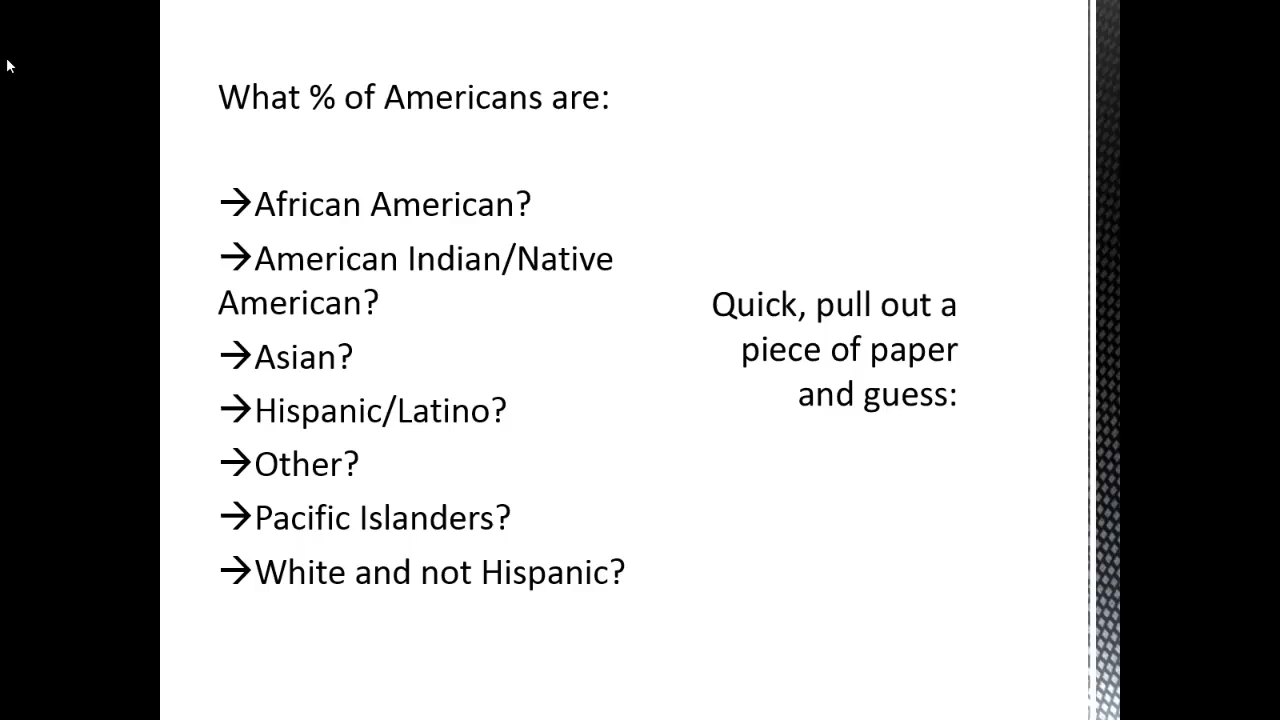 What % of Americans are:
→African American?
→American Indian/Native
American?
→Asian?
→Hispanic/Latino?
→Other?
→Pacific Islanders?
→White and not Hispanic?
Quick, pull out a
piece of paper
and guess: